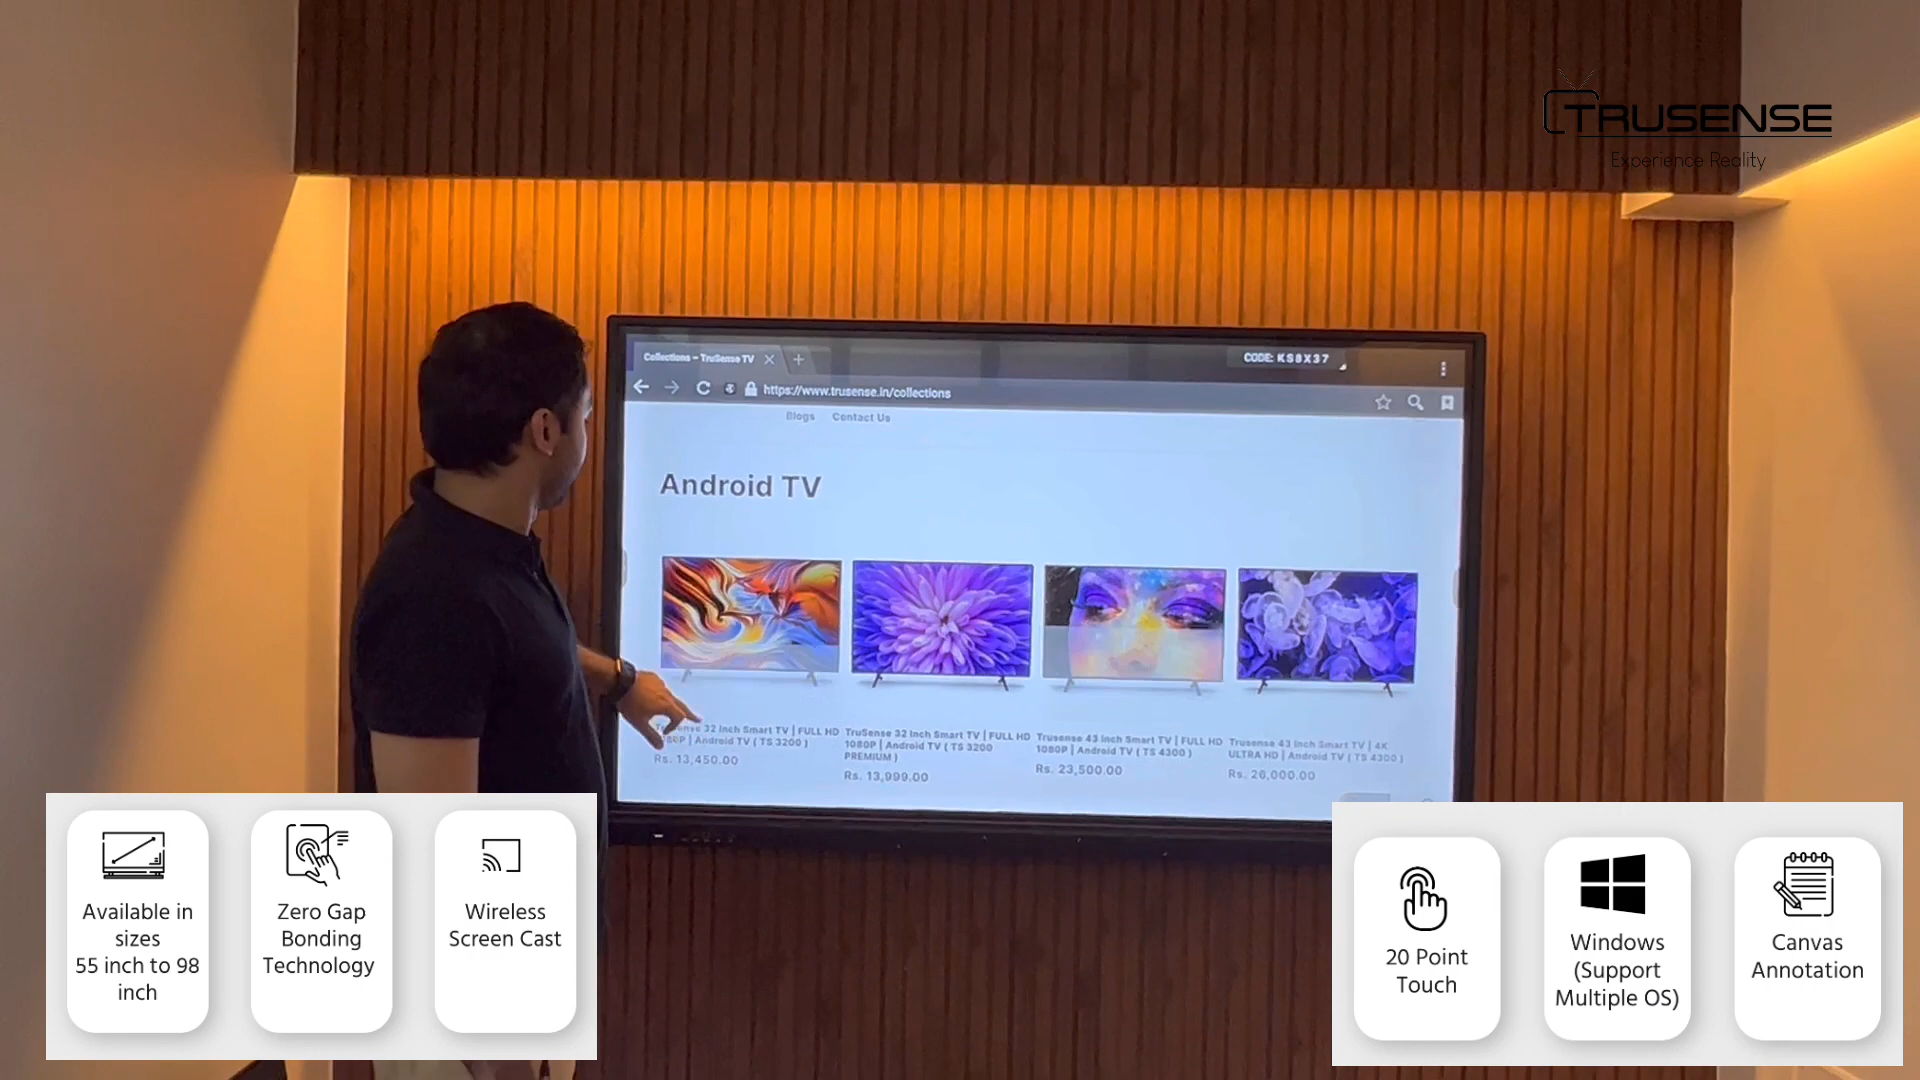 TRUSENSE
Experience Reality
Collections – TruSense TV
CODE: KS8X37
https://www.trusense.in/collections
Blogs Contact Us
Android TV
TruSense 32 Inch Smart TV | FULL HD
1080P | Android TV ( TS 3200 )
Rs. 13,450.00
TruSense 32 Inch Smart TV | FULL HD
1080P | Android TV ( TS 3200
PREMIUM )
Rs. 13,999.00
Trusense 43 Inch Smart TV | FULL HD
1080P | Android TV ( TS 4300 )
Rs. 23,500.00
Trusense 43 Inch Smart TV | 4K
ULTRA HD | Android TV ( TS 4300 )
Rs. 26,000.00
Available in
sizes
55 inch to 98
inch
Zero Gap
Bonding
Technology
Wireless
Screen Cast
20 Point
Touch
Windows
(Support
Multiple OS)
Canvas
Annotation